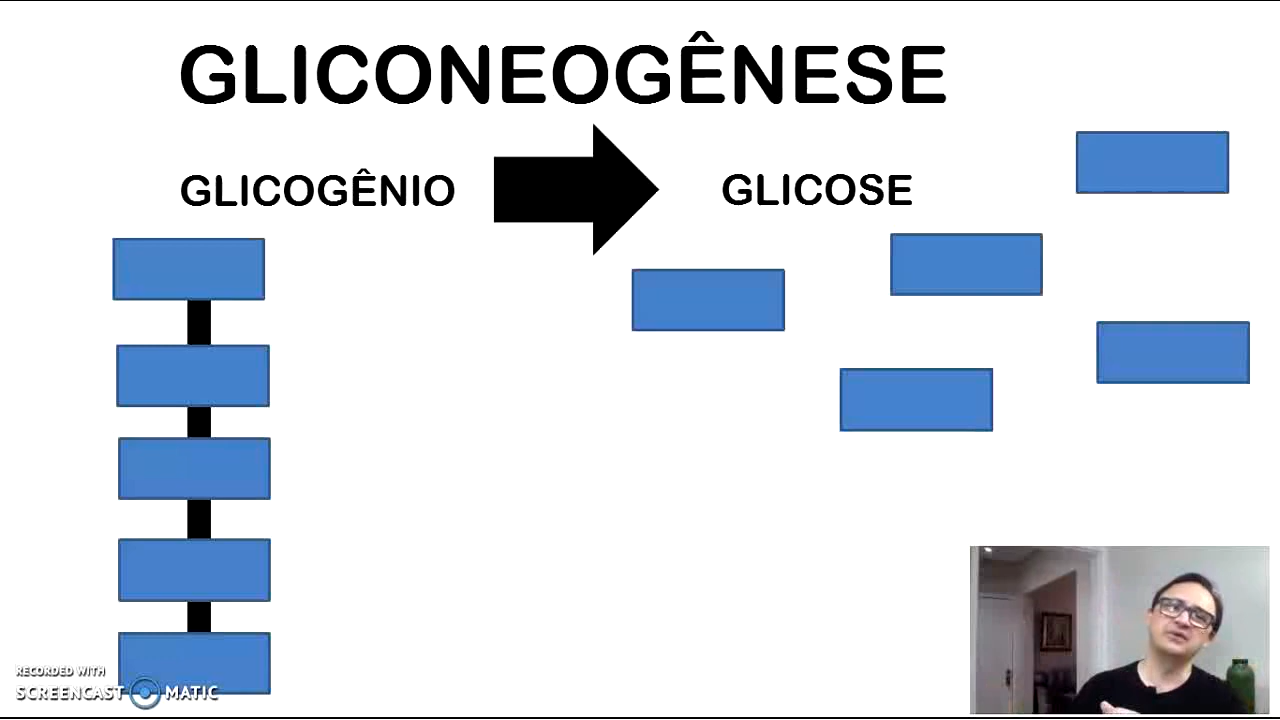 GLICONEOGÊNESE
GLICOGÊNIO GLICOSE
RECORDED WITH
SCREENCAST MATIC